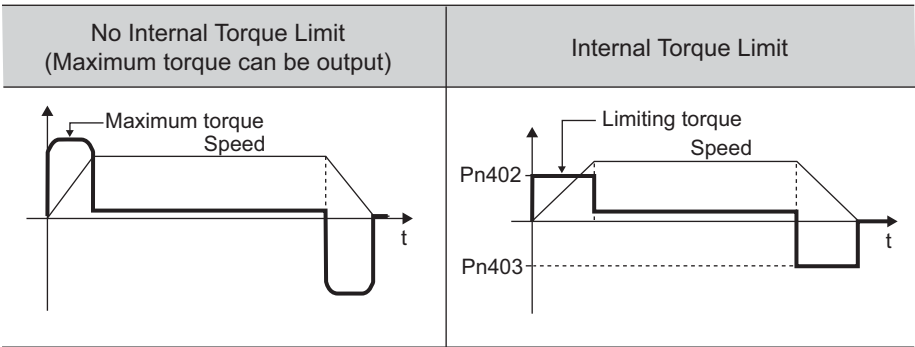 No Internal Torque Limit
(Maximum torque can be output)
Internal Torque Limit
Maximum torque
Speed
t
Limiting torque
Speed
Pn402
t
Pn403